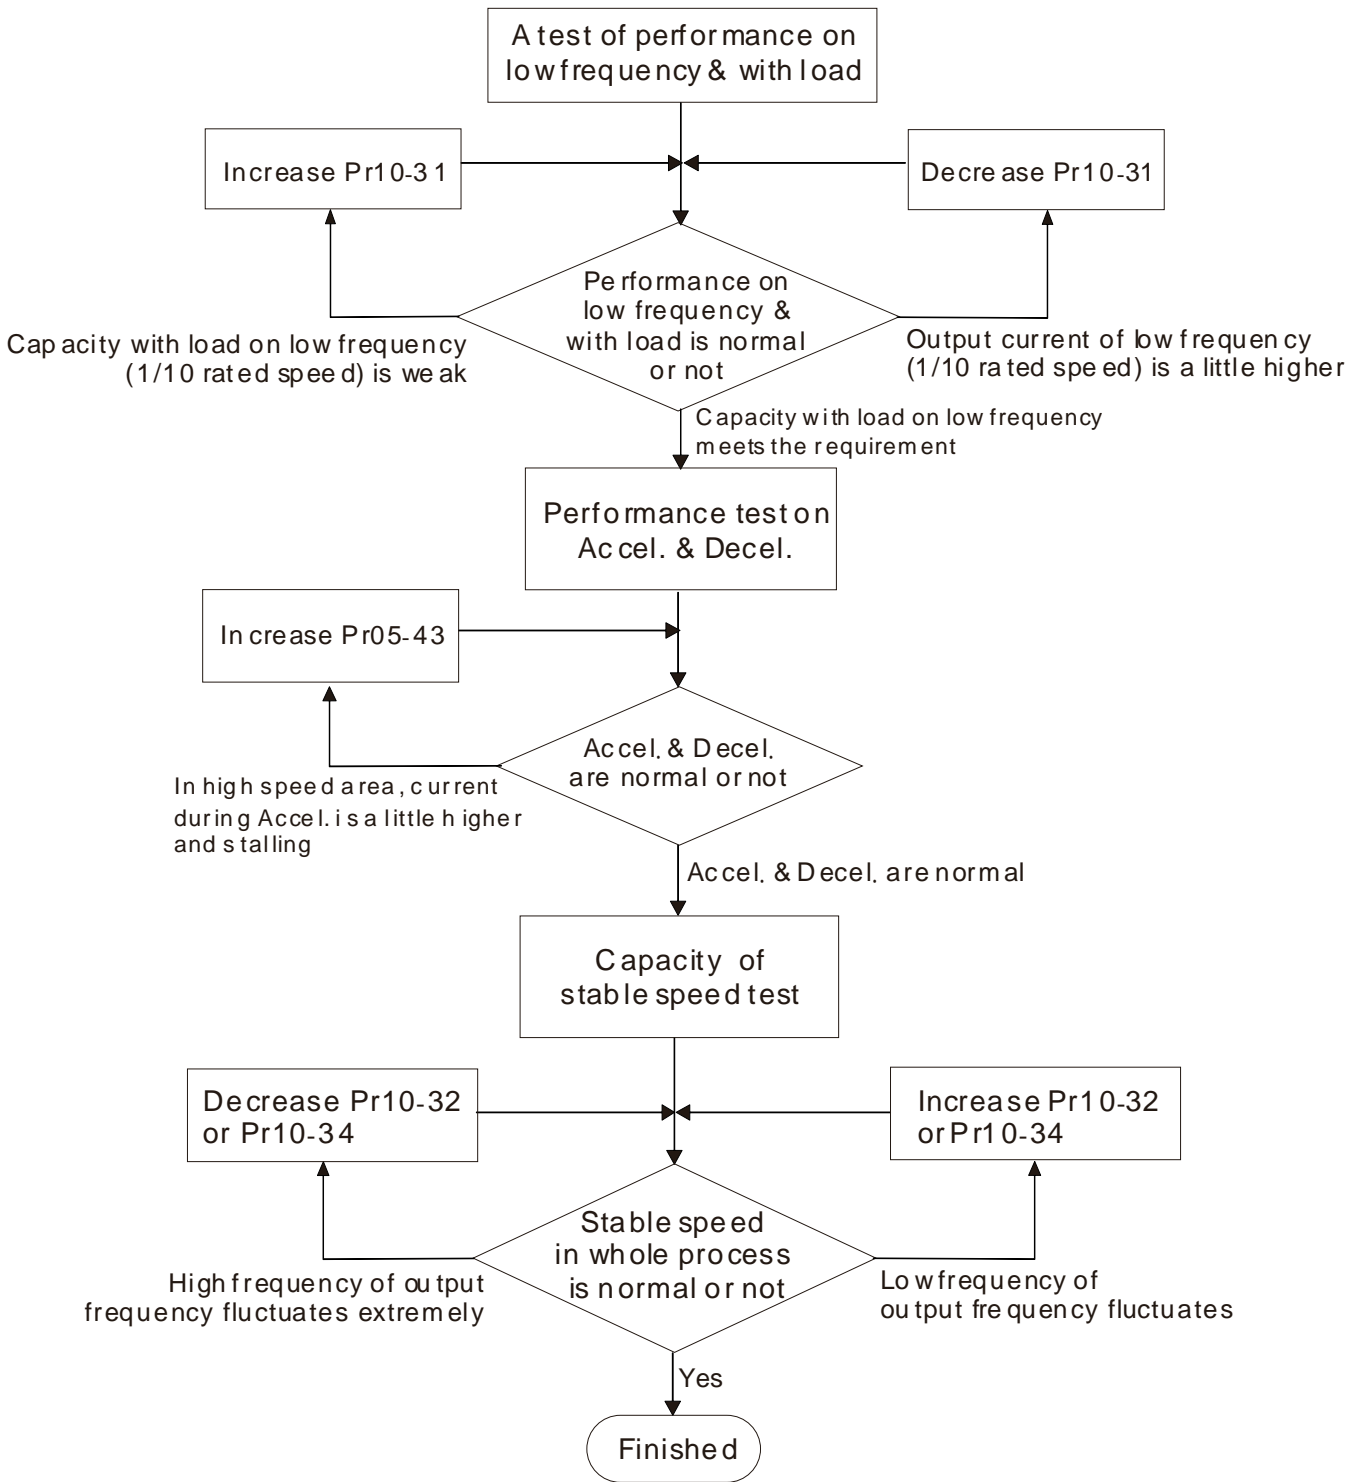 A test of performance on
low frequency & with load
Increase Pr10-31
Decrease Pr10-31
Performance on
low frequency &
with load is normal
or not
Capacity with load on low frequency
(1/10 rated speed) is weak
Output current of low frequency
(1/10 rated speed) is a little higher
Capacity with load on low frequency
meets the requirement
Performance test on
Accel. & Decel.
Increase Pr05-43
Accel. & Decel.
are normal or not
In high speed area, current
during Accel. is a little higher
and stalling
Accel. & Decel. are normal
Capacity of
stable speed test
Decrease Pr10-32
or Pr10-34
Increase Pr10-32
or Pr10-34
Stable speed
in whole process
is normal or not
High frequency of output
frequency fluctuates extremely
Low frequency of
output frequency fluctuates
Yes
Finished